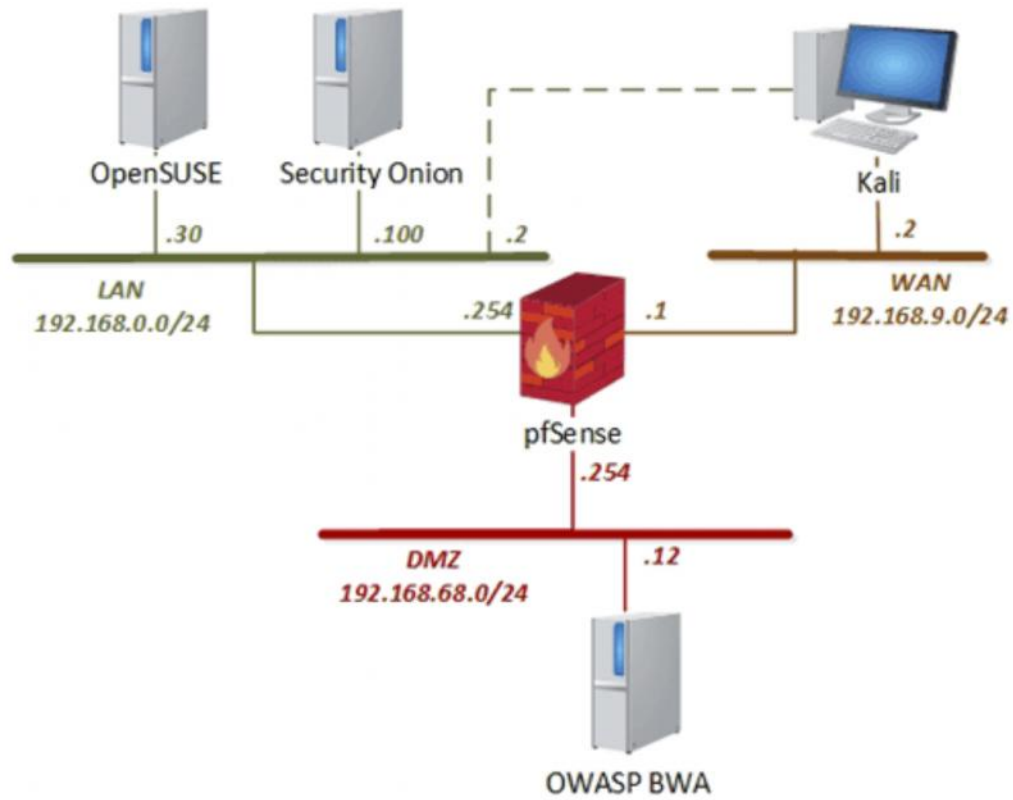 OpenSUSE
Security Onion
Kali
.30
.100
.2
.2
LAN
192.168.0.0/24
.254
.1
WAN
192.168.9.0/24
pfSense
.254
DMZ
192.168.68.0/24
.12
OWASP BWA